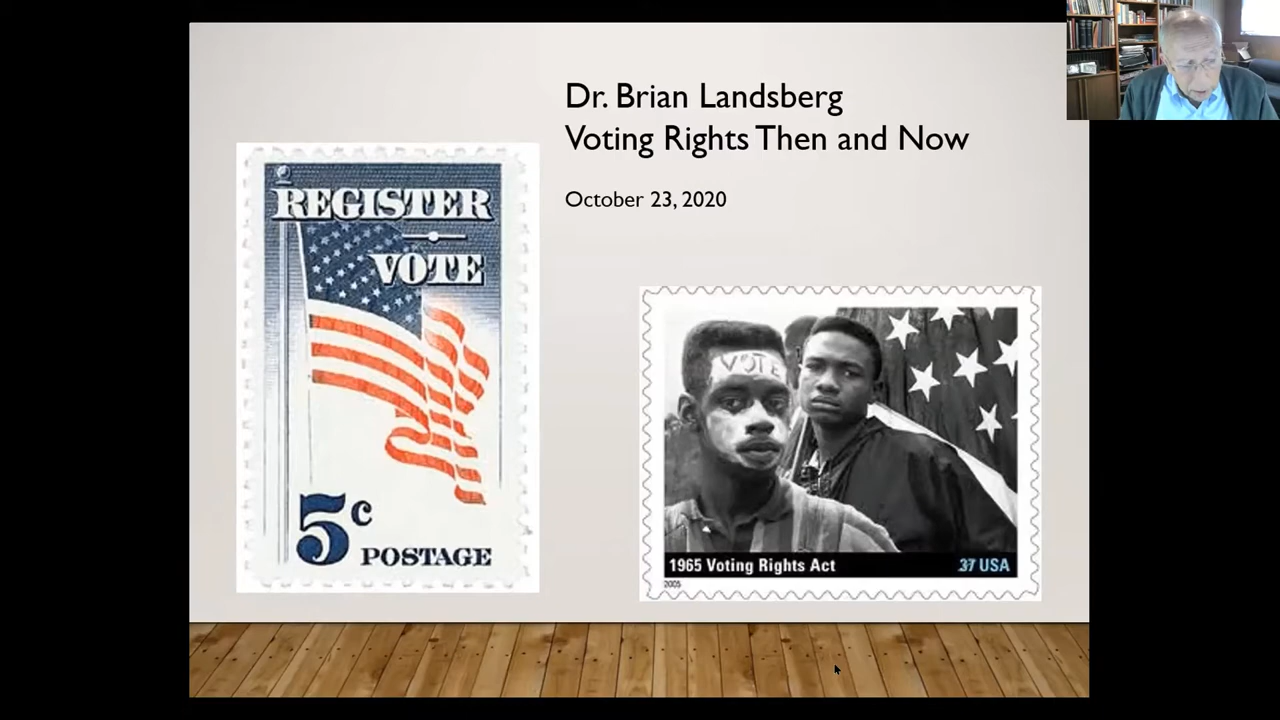 Dr. Brian Landsberg
Voting Rights Then and Now
October 23, 2020
REGISTER
VOTE
5c
POSTAGE
VOTE
1965 Voting Rights Act
37 USA
2005